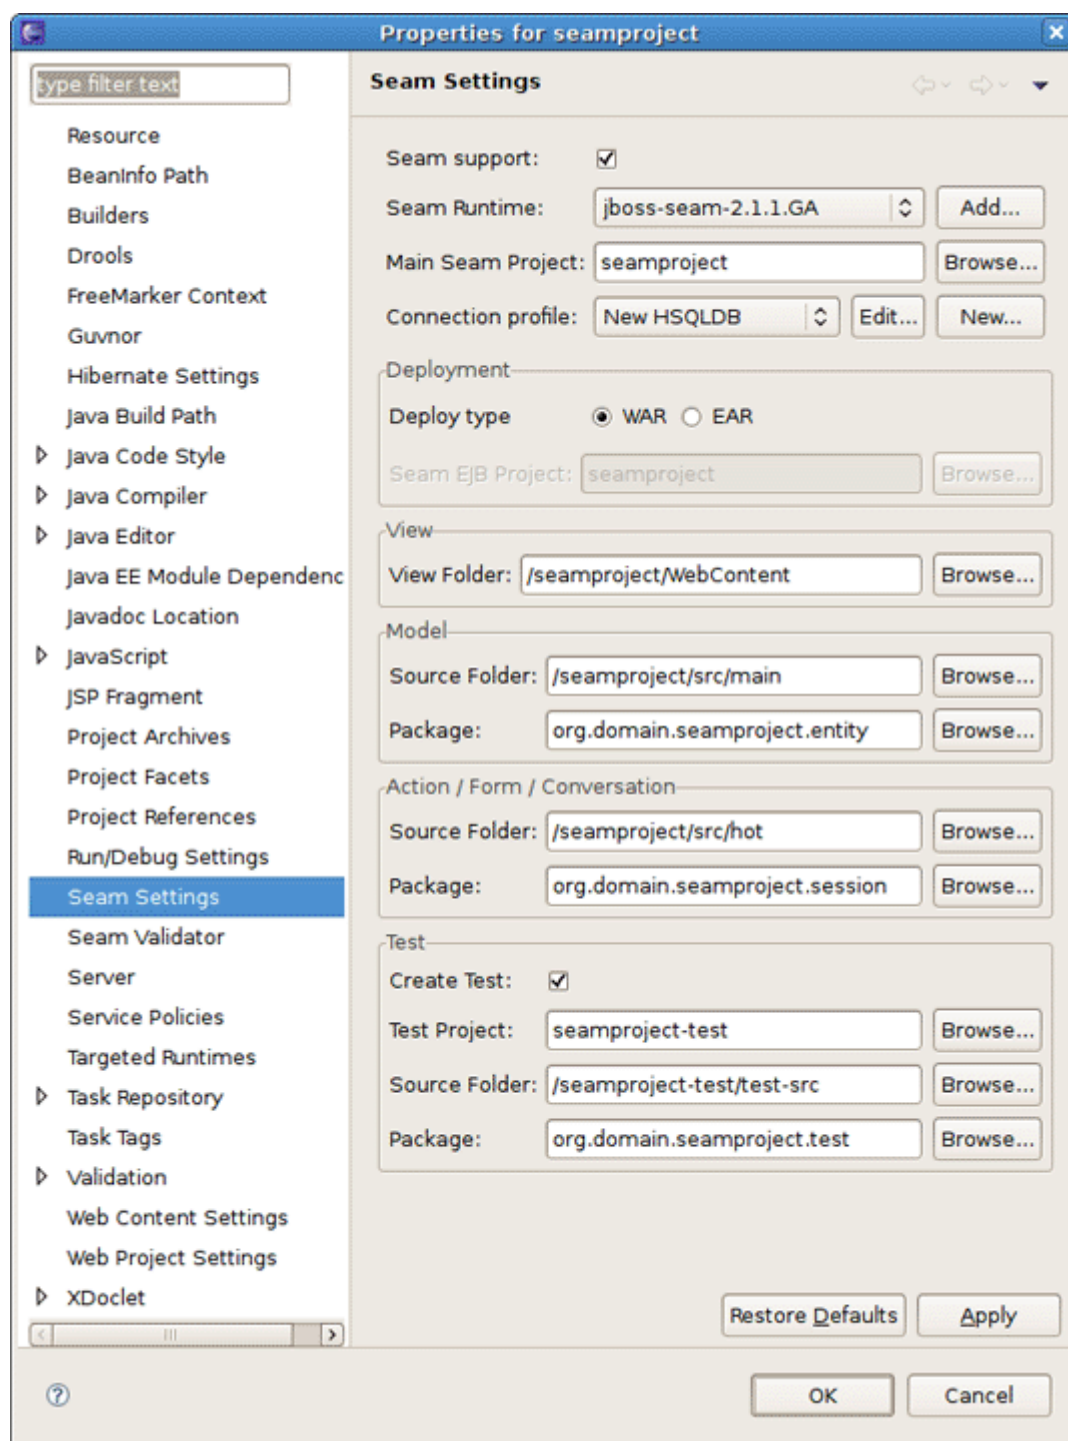 Properties for seamproject
type filter text
Resource
BeanInfo Path
Builders
Drools
FreeMarker Context
Guvnor
Hibernate Settings
Java Build Path
Java Code Style
Java Compiler
Java Editor
Java EE Module Dependenc
Javadoc Location
JavaScript
JSP Fragment
Project Archives
Project Facets
Project References
Run/Debug Settings
Seam Settings
Seam Validator
Server
Service Policies
Targeted Runtimes
Task Repository
Task Tags
Validation
Web Content Settings
Web Project Settings
XDoclet
Seam Settings
Seam support:
Seam Runtime: jboss-seam-2.1.1.GA Add...
Main Seam Project: seamproject Browse...
Connection profile: New HSQLDB Edit... New...
Deployment
Deploy type WAR EAR
Seam EJB Project: seamproject Browse...
View
View Folder: /seamproject/WebContent Browse...
Model
Source Folder: /seamproject/src/main Browse...
Package: org.domain.seamproject.entity Browse...
Action / Form / Conversation
Source Folder: /seamproject/src/hot Browse...
Package: org.domain.seamproject.session Browse...
Test
Create Test:
Test Project: seamproject-test Browse...
Source Folder: /seamproject-test/test-src Browse...
Package: org.domain.seamproject.test Browse...
Restore Defaults Apply
? OK Cancel